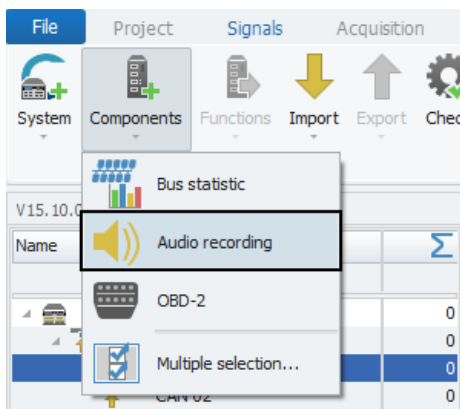 File Project Signals Acquisition
System Components Functions Import Export Chec
Bus statistic
V15.10.0
Name Audio recording Σ
OBD-2 0
0
Multiple selection... 0
CAN 02 0